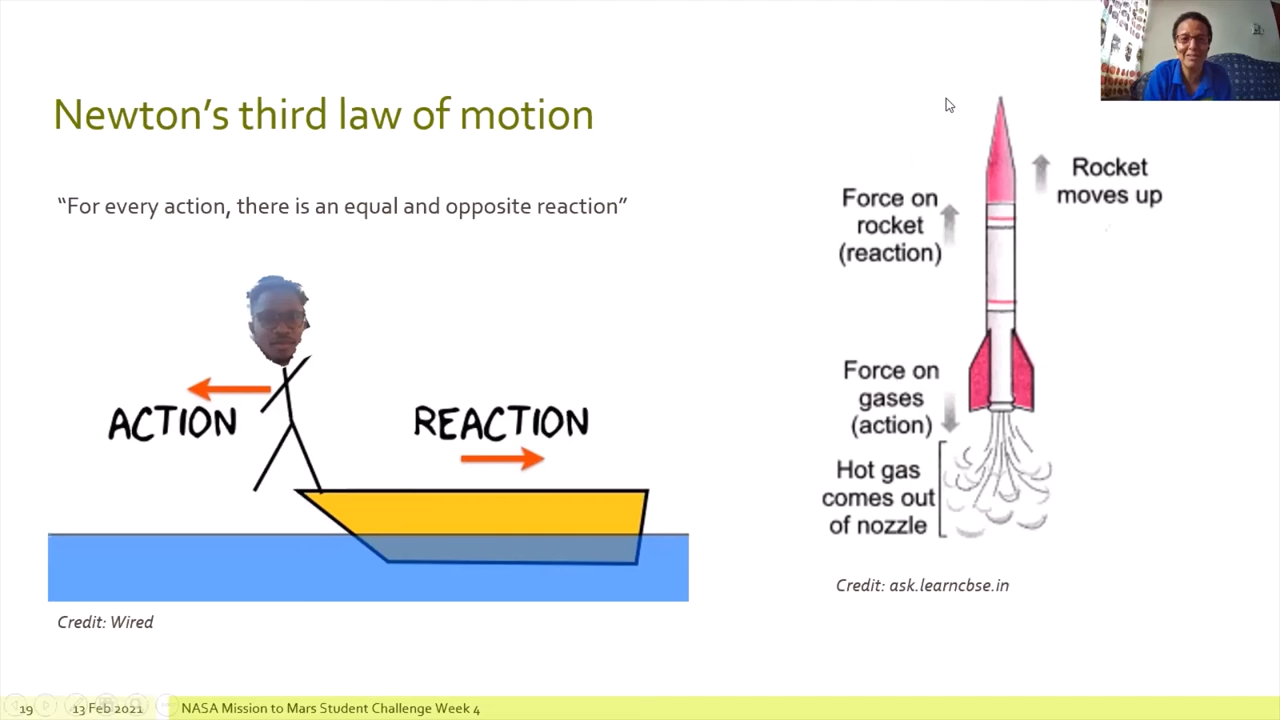 Newton’s third law of motion
“For every action, there is an equal and opposite reaction”
ACTION
REACTION
Credit: Wired
Rocket
moves up
Force on
rocket
(reaction)
Force on
gases
(action)
Hot gas
comes out
of nozzle
Credit: ask.learncbse.in
19 13 Feb 2021 NASA Mission to Mars Student Challenge Week 4